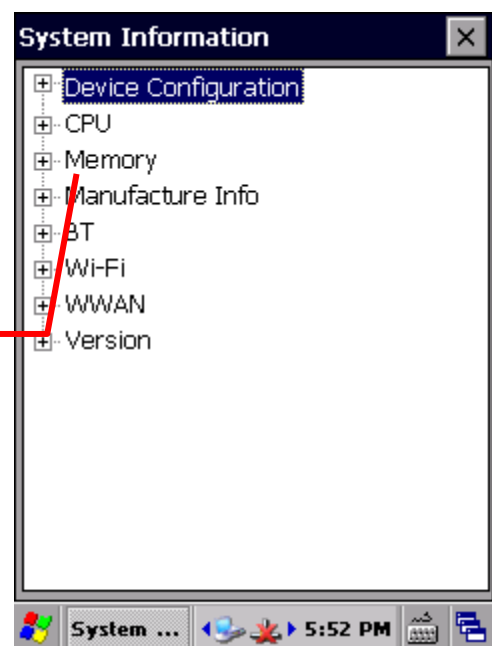 System Information
Device Configuration
CPU
Memory
Manufacture Info
BT
Wi-Fi
WWAN
Version
System ... 5:52 PM